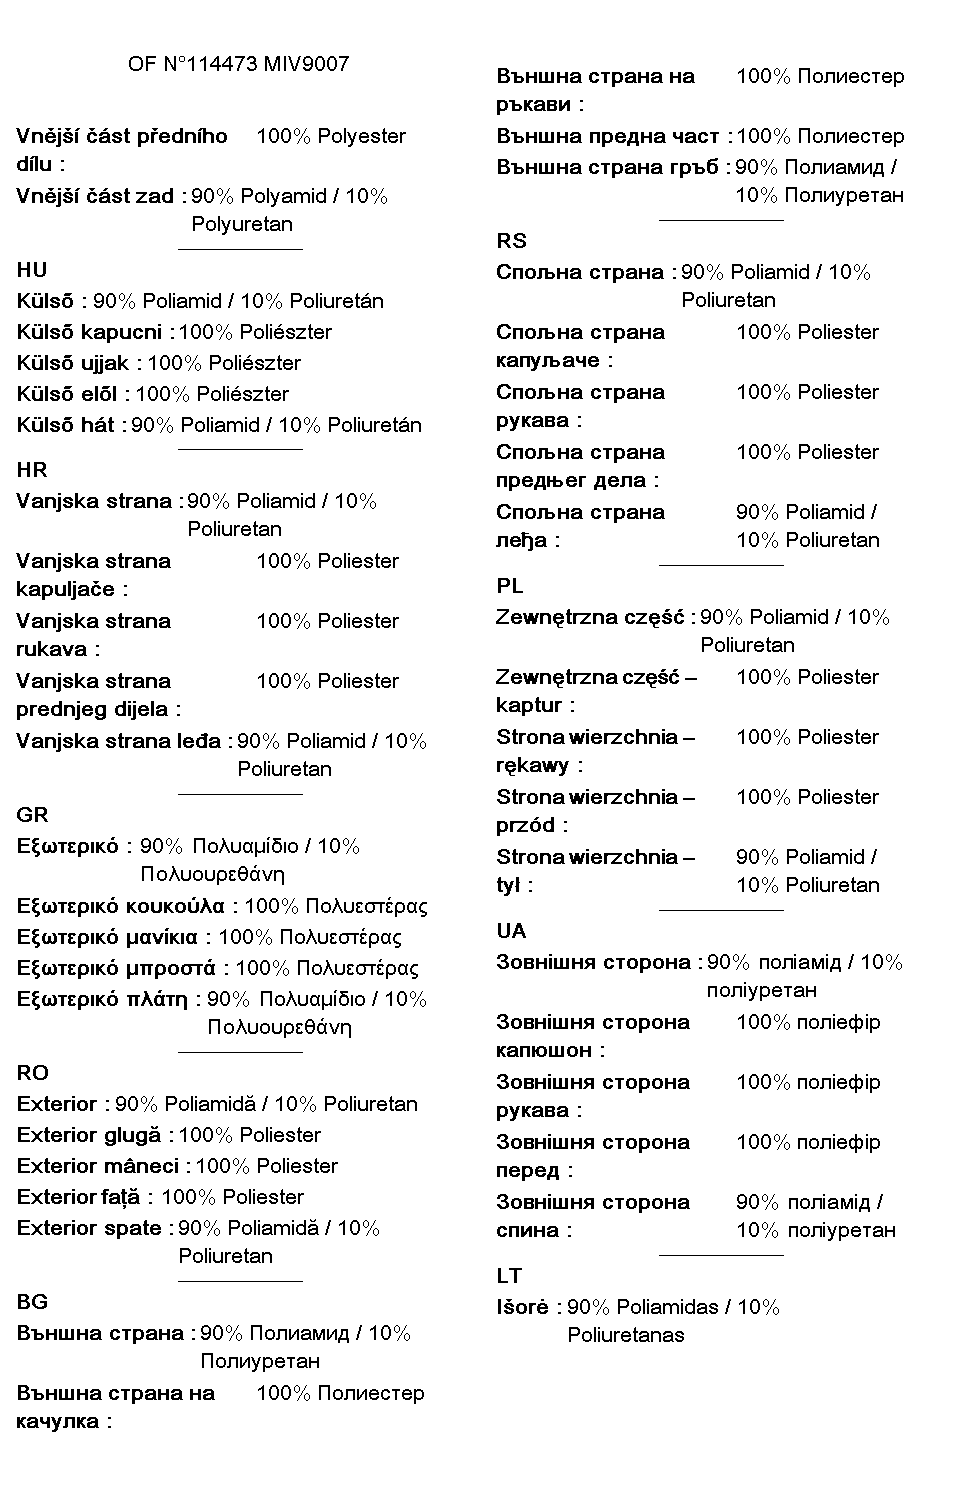 OF N°114473 MIV9007
Vnější část předního 100% Polyester
dílu :
Vnější část zad : 90% Polyamid / 10%
Polyuretan
HU
Külsõ : 90% Poliamid / 10% Poliuretán
Külsõ kapucni : 100% Poliészter
Külsõ ujjak : 100% Poliészter
Külsõ elõl : 100% Poliészter
Külsõ hát : 90% Poliamid / 10% Poliuretán
HR
Vanjska strana : 90% Poliamid / 10%
Poliuretan
Vanjska strana 100% Poliester
kapuljače :
Vanjska strana 100% Poliester
rukava :
Vanjska strana 100% Poliester
prednjeg dijela :
Vanjska strana leđa : 90% Poliamid / 10%
Poliuretan
GR
Εξωτερικό : 90% Πολυαμίδιο / 10%
Πολυουρεθάνη
Εξωτερικό κουκούλα : 100% Πολυεστέρας
Εξωτερικό μανίκια : 100% Πολυεστέρας
Εξωτερικό μπροστά : 100% Πολυεστέρας
Εξωτερικό πλάτη : 90% Πολυαμίδιο / 10%
Πολυουρεθάνη
RO
Exterior : 90% Poliamidă / 10% Poliuretan
Exterior glugă : 100% Poliester
Exterior mâneci : 100% Poliester
Exterior față : 100% Poliester
Exterior spate : 90% Poliamidă / 10%
Poliuretan
BG
Външна страна : 90% Полиамид / 10%
Полиуретан
Външна страна на 100% Полиестер
качулка :
Външна страна на 100% Полиестер
ръкави :
Външна предна част : 100% Полиестер
Външна страна гръб : 90% Полиамид /
10% Полиуретан
RS
Спољна страна : 90% Poliamid / 10%
Poliuretan
Спољна страна 100% Poliester
капуљаче :
Спољна страна 100% Poliester
рукава :
Спољна страна 100% Poliester
предњег дела :
Спољна страна 90% Poliamid /
леђа : 10% Poliuretan
PL
Zewnętrzna część : 90% Poliamid / 10%
Poliuretan
Zewnętrzna część – 100% Poliester
kaptur :
Strona wierzchnia – 100% Poliester
rękawy :
Strona wierzchnia – 100% Poliester
przód :
Strona wierzchnia – 90% Poliamid /
tył : 10% Poliuretan
UA
Зовнішня сторона : 90% поліамід / 10%
поліуретан
Зовнішня сторона 100% поліефір
капюшон :
Зовнішня сторона 100% поліефір
рукава :
Зовнішня сторона 100% поліефір
перед :
Зовнішня сторона 90% поліамід /
спина : 10% поліуретан
LT
Išorė : 90% Poliamidas / 10%
Poliuretanas